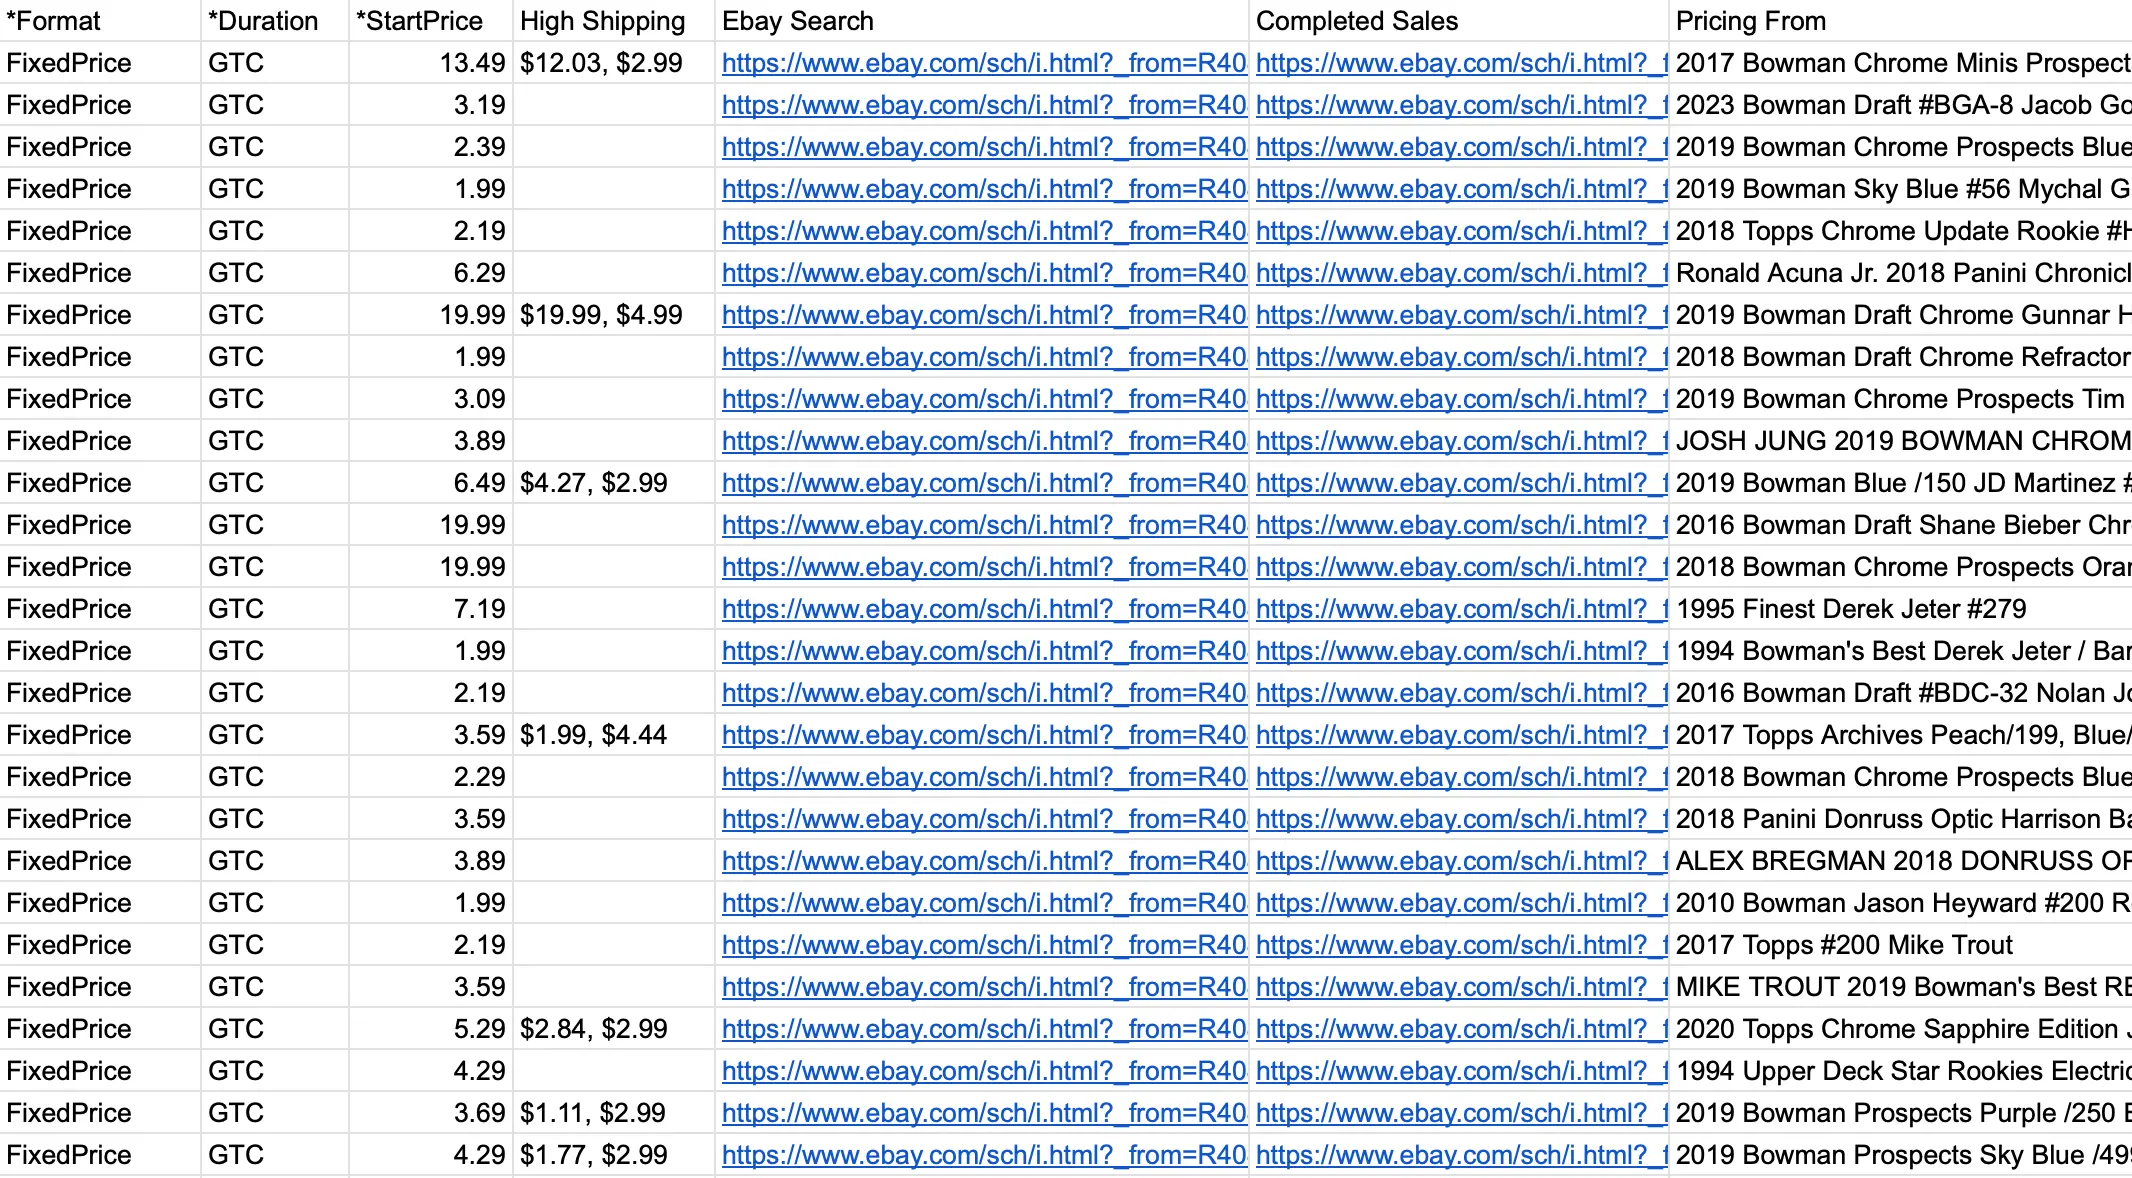 *Format *Duration *StartPrice High Shipping Ebay Search Completed Sales Pricing From
FixedPrice GTC 13.49 $12.03, $2.99 https://www.ebay.com/sch/i.html?_from=R40 https://www.ebay.com/sch/i.html?_f 2017 Bowman Chrome Minis Prospect
FixedPrice GTC 3.19 https://www.ebay.com/sch/i.html?_from=R40 https://www.ebay.com/sch/i.html?_f 2023 Bowman Draft #BGA-8 Jacob Go
FixedPrice GTC 2.39 https://www.ebay.com/sch/i.html?_from=R40 https://www.ebay.com/sch/i.html?_f 2019 Bowman Chrome Prospects Blue
FixedPrice GTC 1.99 https://www.ebay.com/sch/i.html?_from=R40 https://www.ebay.com/sch/i.html?_f 2019 Bowman Sky Blue #56 Mychal G
FixedPrice GTC 2.19 https://www.ebay.com/sch/i.html?_from=R40 https://www.ebay.com/sch/i.html?_f 2018 Topps Chrome Update Rookie #H
FixedPrice GTC 6.29 https://www.ebay.com/sch/i.html?_from=R40 https://www.ebay.com/sch/i.html?_f Ronald Acuna Jr. 2018 Panini Chronicl
FixedPrice GTC 19.99 $19.99, $4.99 https://www.ebay.com/sch/i.html?_from=R40 https://www.ebay.com/sch/i.html?_f 2019 Bowman Draft Chrome Gunnar H
FixedPrice GTC 1.99 https://www.ebay.com/sch/i.html?_from=R40 https://www.ebay.com/sch/i.html?_f 2018 Bowman Draft Chrome Refractor
FixedPrice GTC 3.09 https://www.ebay.com/sch/i.html?_from=R40 https://www.ebay.com/sch/i.html?_f 2019 Bowman Chrome Prospects Tim
FixedPrice GTC 3.89 https://www.ebay.com/sch/i.html?_from=R40 https://www.ebay.com/sch/i.html?_f JOSH JUNG 2019 BOWMAN CHROM
FixedPrice GTC 6.49 $4.27, $2.99 https://www.ebay.com/sch/i.html?_from=R40 https://www.ebay.com/sch/i.html?_f 2019 Bowman Blue /150 JD Martinez #
FixedPrice GTC 19.99 https://www.ebay.com/sch/i.html?_from=R40 https://www.ebay.com/sch/i.html?_f 2016 Bowman Draft Shane Bieber Chr
FixedPrice GTC 19.99 https://www.ebay.com/sch/i.html?_from=R40 https://www.ebay.com/sch/i.html?_f 2018 Bowman Chrome Prospects Oran
FixedPrice GTC 7.19 https://www.ebay.com/sch/i.html?_from=R40 https://www.ebay.com/sch/i.html?_f 1995 Finest Derek Jeter #279
FixedPrice GTC 1.99 https://www.ebay.com/sch/i.html?_from=R40 https://www.ebay.com/sch/i.html?_f 1994 Bowman's Best Derek Jeter / Bar
FixedPrice GTC 2.19 https://www.ebay.com/sch/i.html?_from=R40 https://www.ebay.com/sch/i.html?_f 2016 Bowman Draft #BDC-32 Nolan Jo
FixedPrice GTC 3.59 $1.99, $4.44 https://www.ebay.com/sch/i.html?_from=R40 https://www.ebay.com/sch/i.html?_f 2017 Topps Archives Peach/199, Blue/
FixedPrice GTC 2.29 https://www.ebay.com/sch/i.html?_from=R40 https://www.ebay.com/sch/i.html?_f 2018 Bowman Chrome Prospects Blue
FixedPrice GTC 3.59 https://www.ebay.com/sch/i.html?_from=R40 https://www.ebay.com/sch/i.html?_f 2018 Panini Donruss Optic Harrison Ba
FixedPrice GTC 3.89 https://www.ebay.com/sch/i.html?_from=R40 https://www.ebay.com/sch/i.html?_f ALEX BREGMAN 2018 DONRUSS OP
FixedPrice GTC 1.99 https://www.ebay.com/sch/i.html?_from=R40 https://www.ebay.com/sch/i.html?_f 2010 Bowman Jason Heyward #200 R
FixedPrice GTC 2.19 https://www.ebay.com/sch/i.html?_from=R40 https://www.ebay.com/sch/i.html?_f 2017 Topps #200 Mike Trout
FixedPrice GTC 3.59 https://www.ebay.com/sch/i.html?_from=R40 https://www.ebay.com/sch/i.html?_f MIKE TROUT 2019 Bowman's Best RE
FixedPrice GTC 5.29 $2.84, $2.99 https://www.ebay.com/sch/i.html?_from=R40 https://www.ebay.com/sch/i.html?_f 2020 Topps Chrome Sapphire Edition J
FixedPrice GTC 4.29 https://www.ebay.com/sch/i.html?_from=R40 https://www.ebay.com/sch/i.html?_f 1994 Upper Deck Star Rookies Electric
FixedPrice GTC 3.69 $1.11, $2.99 https://www.ebay.com/sch/i.html?_from=R40 https://www.ebay.com/sch/i.html?_f 2019 Bowman Prospects Purple /250 B
FixedPrice GTC 4.29 $1.77, $2.99 https://www.ebay.com/sch/i.html?_from=R40 https://www.ebay.com/sch/i.html?_f 2019 Bowman Prospects Sky Blue /499